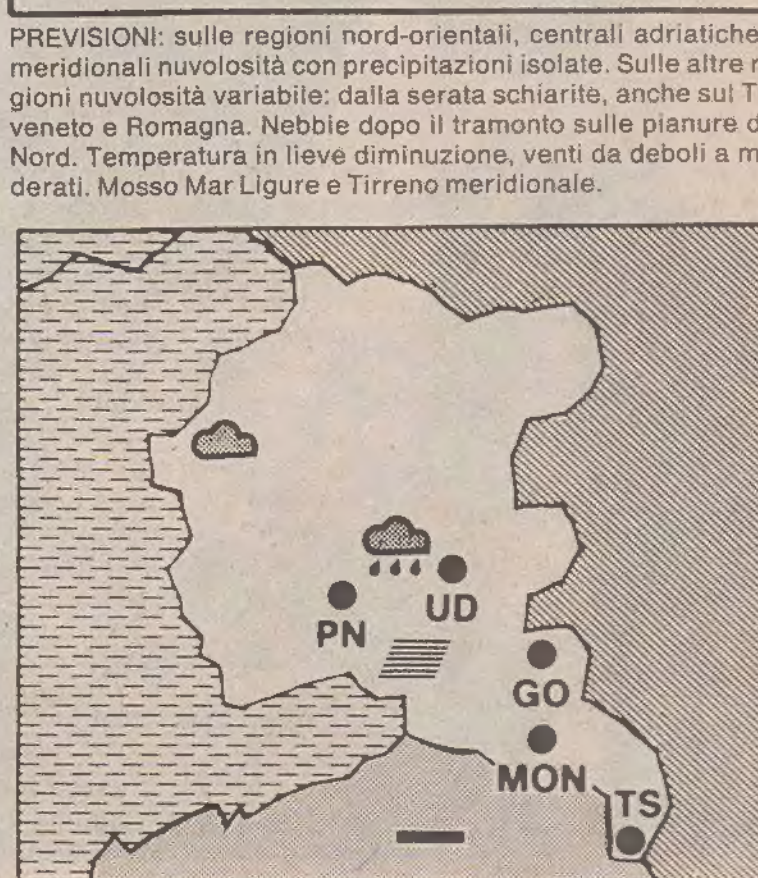 PREVISIONI: sulle regioni nord-orientali, centrali adriatiche
meridionali nuvolosità con precipitazioni isolate. Sulle altre r
gioni nuvolosità variabile: dalla serata schiarite, anche sul T
veneto e Romagna. Nebbie dopo il tramonto sulle pianure d
Nord. Temperatura in lieve diminuzione, venti da deboli a m
derati. Mosso Mar Ligure e Tirreno meridionale.
UD
PN
GO
MON
TS